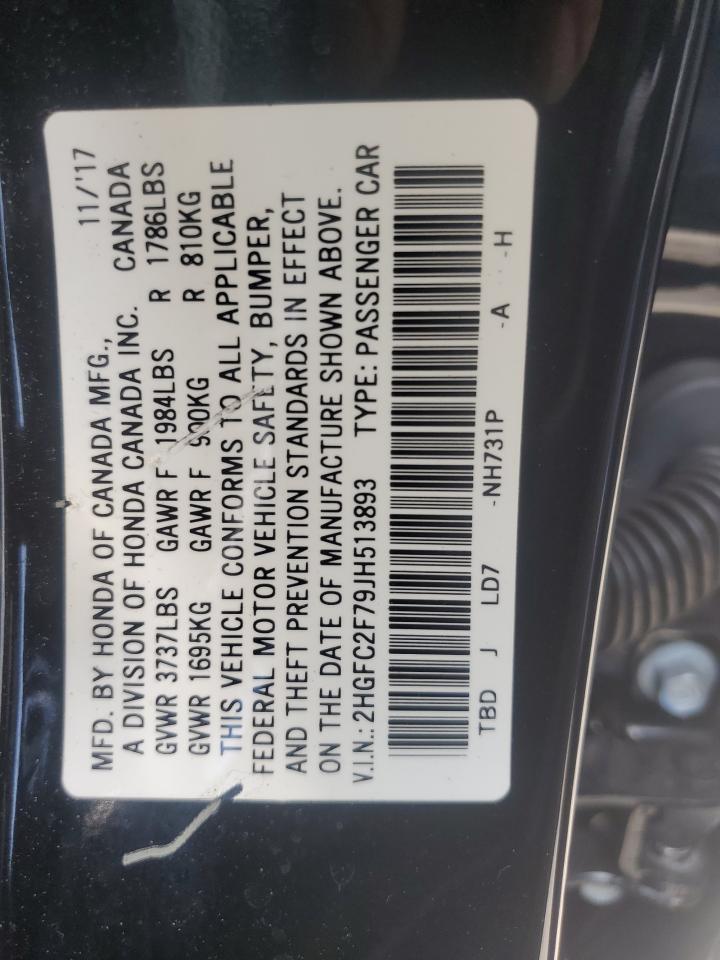 MFD. BY HONDA OF CANADA MFG., 11/'17
A DIVISION OF HONDA CANADA INC. CANADA
GVWR 3737LBS GAWR F 1984LBS R 1786LBS
GVWR 1695KG GAWR F 900KG R 810KG
THIS VEHICLE CONFORMS TO ALL APPLICABLE
FEDERAL MOTOR VEHICLE SAFETY, BUMPER,
AND THEFT PREVENTION STANDARDS IN EFFECT
ON THE DATE OF MANUFACTURE SHOWN ABOVE.
V.I.N.: 2HGFC2F79JH513893 TYPE: PASSENGER CAR
TBD J LD7 -NH731P -A -H